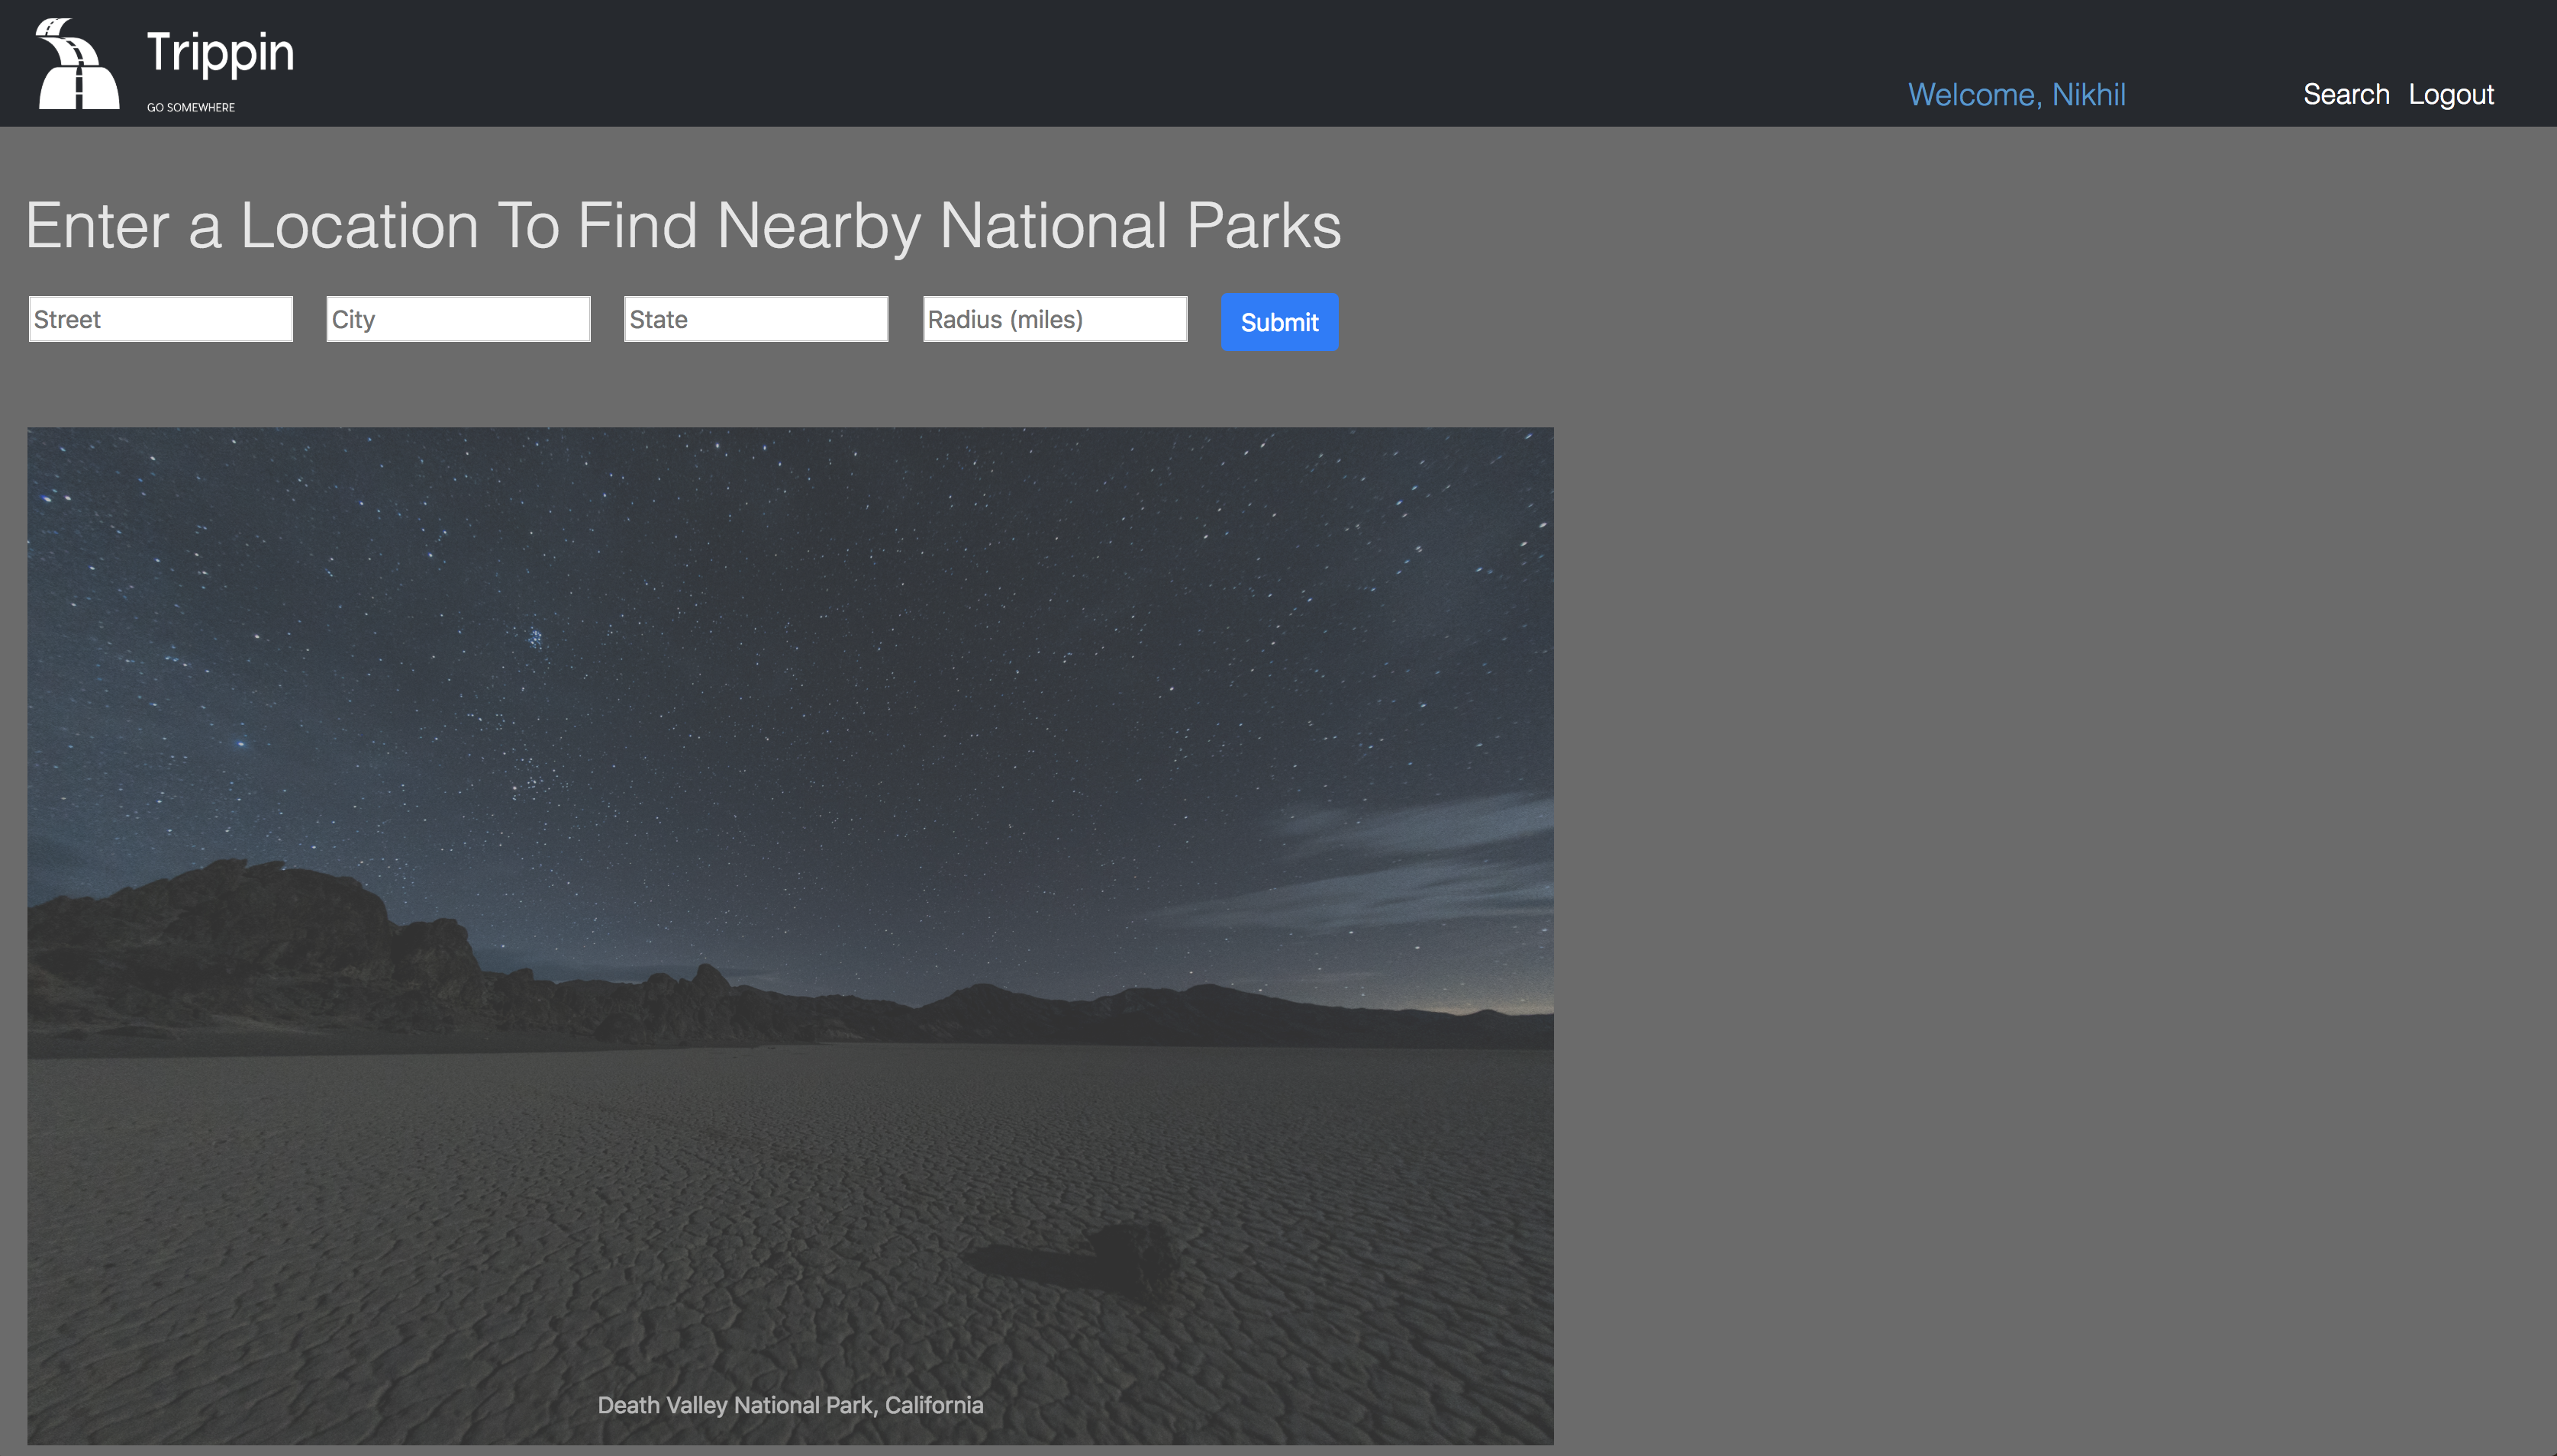 Trippin
GO SOMEWHERE
Welcome, Nikhil
Search Logout
Enter a Location To Find Nearby National Parks
Street
City
State
Radius (miles)
Submit
Death Valley National Park, California